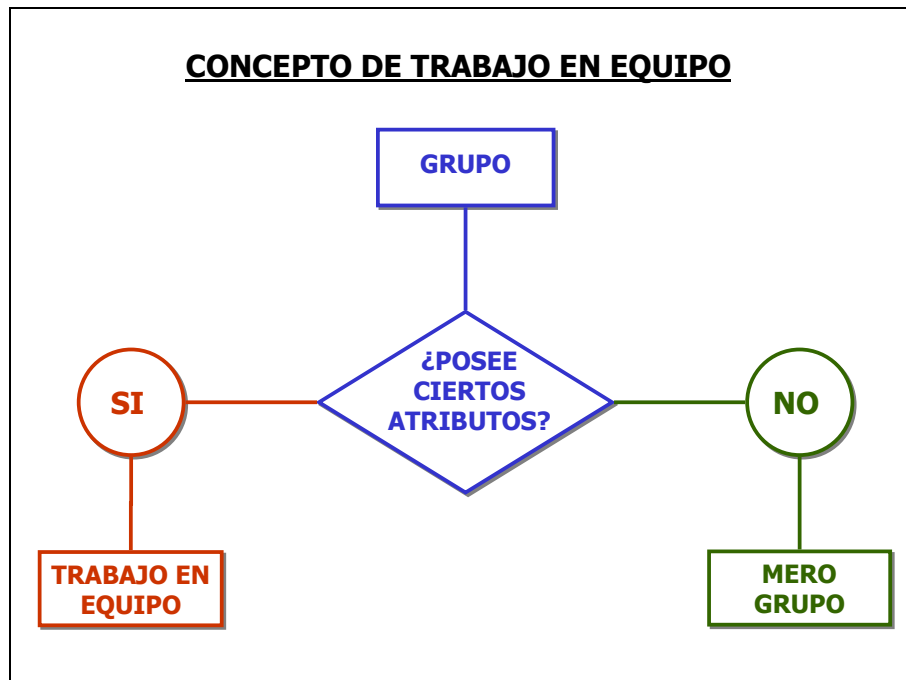 CONCEPTO DE TRABAJO EN EQUIPO
GRUPO
¿POSEE
CIERTOS
ATRIBUTOS?
SI
NO
TRABAJO EN
EQUIPO
MERO
GRUPO